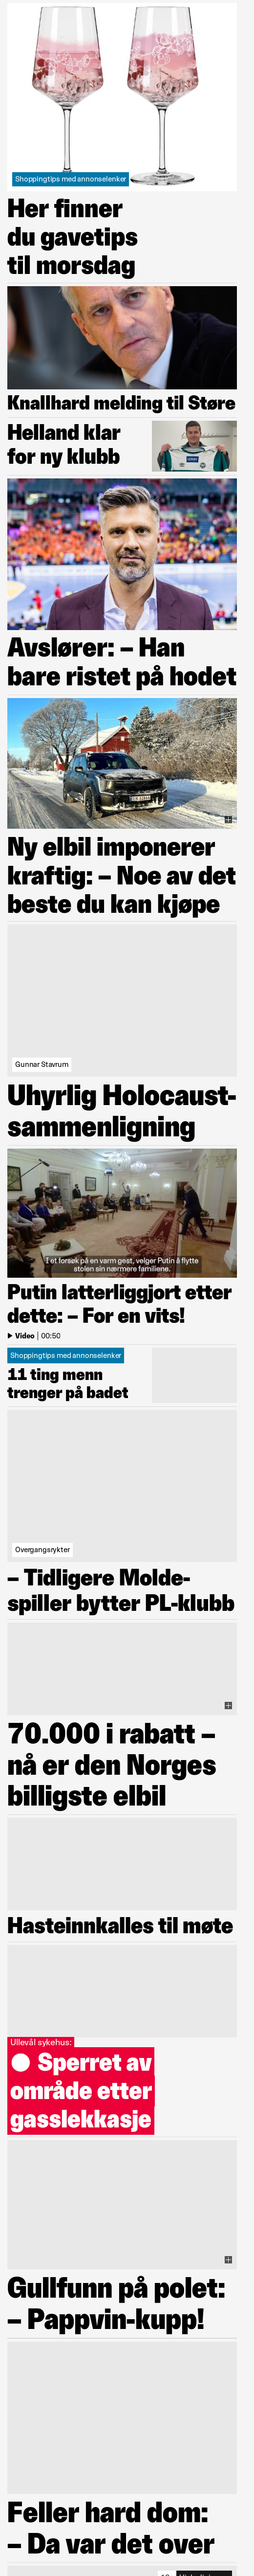 Shoppingtips med annonselenker
Her finner
du gavetips
til morsdag
Knallhard melding til Støre
Helland klar
for ny klubb
Avslører: – Han
bare ristet på hodet
Ny elbil imponerer
kraftig: – Noe av det
beste du kan kjøpe
Gunnar Stavrum
Uhyrlig Holocaust-
sammenligning
I et forsøk på en varm gest, velger Putin å flytte
stolen sin nærmere familiene.
Putin latterliggjort etter
dette: – For en vits!
Video | 00:50
Shoppingtips med annonselenker
11 ting menn
trenger på badet
Overgangsrykter
– Tidligere Molde-
spiller bytter PL-klubb
70.000 i rabatt –
nå er den Norges
billigste elbil
Hasteinnkalles til møte
Ullevål sykehus:
Sperret av
område etter
gasslekkasje
Gullfunn på polet:
– Pappvin-kupp!
Feller hard dom:
– Da var det over